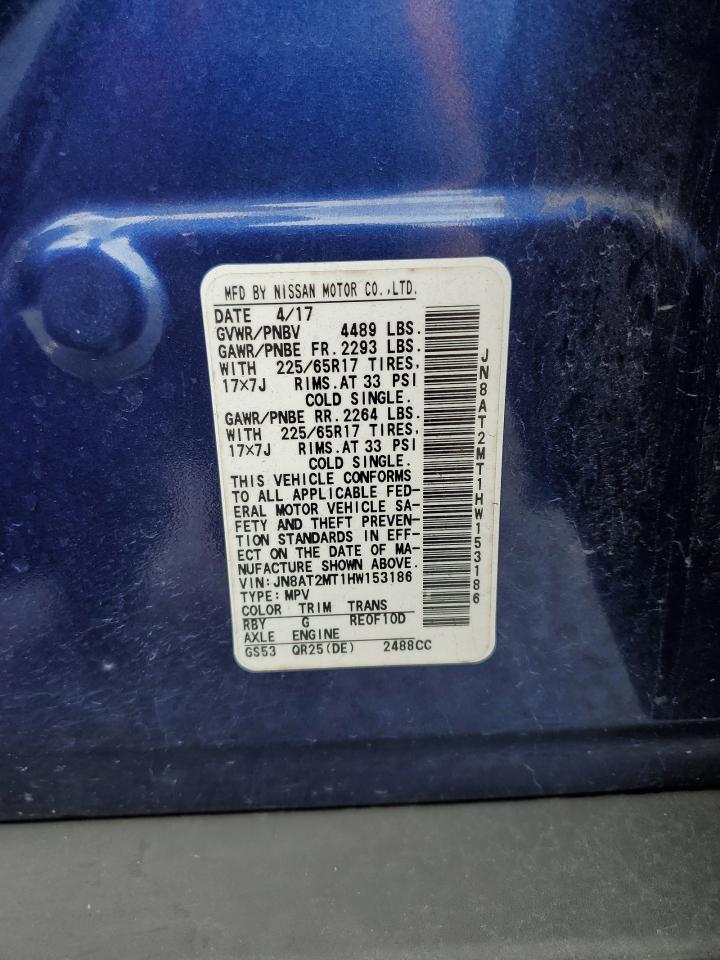 MFD BY NISSAN MOTOR CO.,LTD.
DATE 4/17
GVWR/PNBV 4489 LBS.
GAWR/PNBE FR.2293 LBS.
WITH 225/65R17 TIRES,
17×7J RIMS.AT 33 PSI
COLD SINGLE.
GAWR/PNBE RR.2264 LBS.
WITH 225/65R17 TIRES,
17×7J RIMS.AT 33 PSI
COLD SINGLE.
THIS VEHICLE CONFORMS
TO ALL APPLICABLE FED-
ERAL MOTOR VEHICLE SA-
FETY AND THEFT PREVEN-
TION STANDARDS IN EFF-
ECT ON THE DATE OF MA-
NUFACTURE SHOWN ABOVE.
VIN:JN8AT2MT1HW153186
TYPE:MPV
COLOR TRIM TRANS
RBY G RE0F10D
AXLE ENGINE
GS53 QR25(DE) 2488CC
JN8AT2MT1HW153186